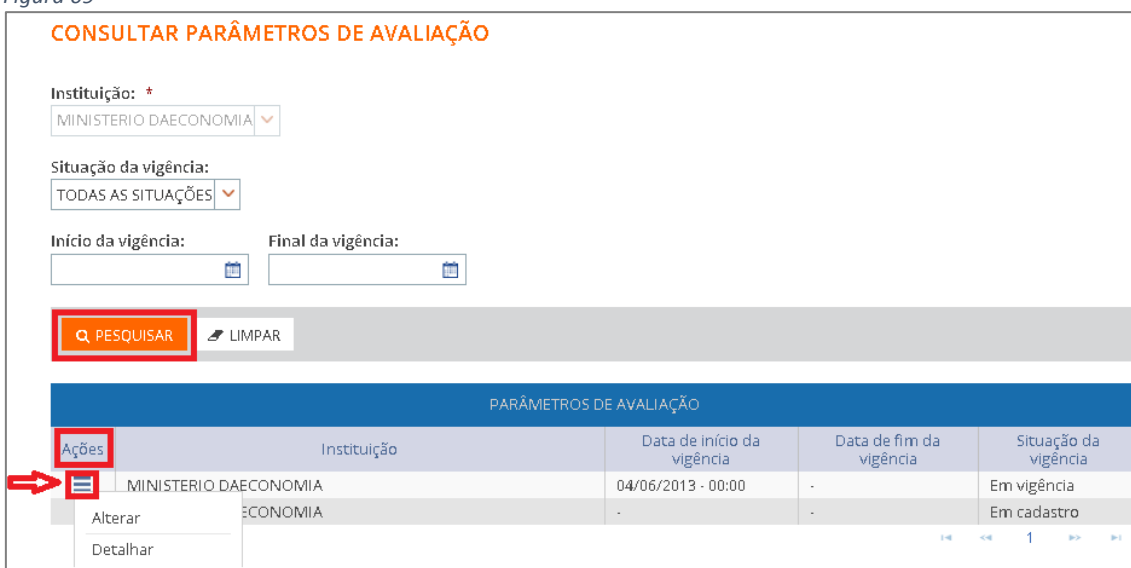 CONSULTAR PARÂMETROS DE AVALIAÇÃO
Instituição: *
MINISTERIO DAECONOMIA
Situação da vigência:
TODAS AS SITUAÇÕES
Início da vigência: Final da vigência:
PESQUISAR LIMPAR
PARÂMETROS DE AVALIAÇÃO
Ações Instituição Data de início da vigência Data de fim da vigência Situação da vigência
MINISTERIO DAECONOMIA 04/06/2013 - 00:00 - Em vigência
ECONOMIA - - Em cadastro
Alterar
1
Detalhar